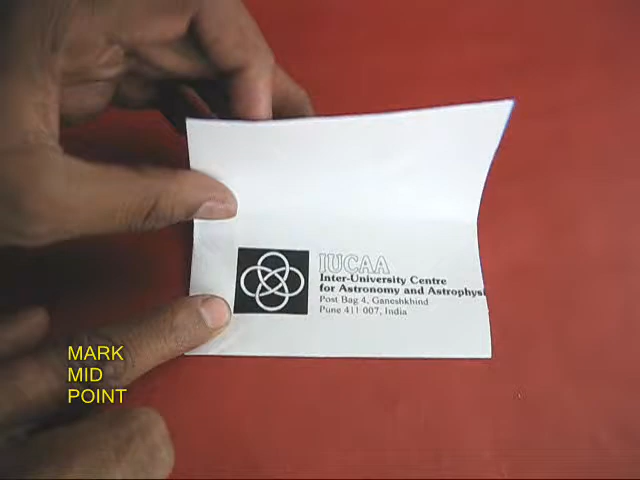 IUCAA
Inter-University Centre
for Astronomy and Astrophysi
Post Bag 4, Ganeshkhind
Pune 411 007, India
MARK
MID
POINT